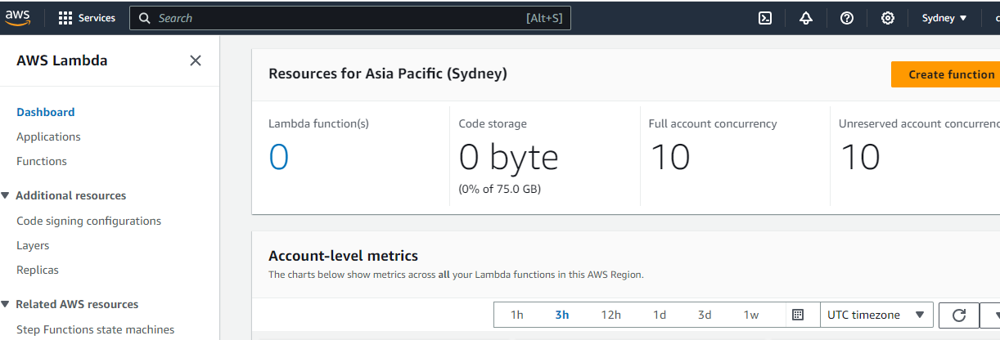 aws
Services
Search [Alt+S]
Sydney
AWS Lambda
Dashboard
Applications
Functions
Additional resources
Code signing configurations
Layers
Replicas
Related AWS resources
Step Functions state machines
Resources for Asia Pacific (Sydney)
Create function
Lambda function(s)
0
Code storage
0 byte
(0% of 75.0 GB)
Full account concurrency
10
Unreserved account concurrenc
10
Account-level metrics
The charts below show metrics across all your Lambda functions in this AWS Region.
1h 3h 12h 1d 3d 1w UTC timezone